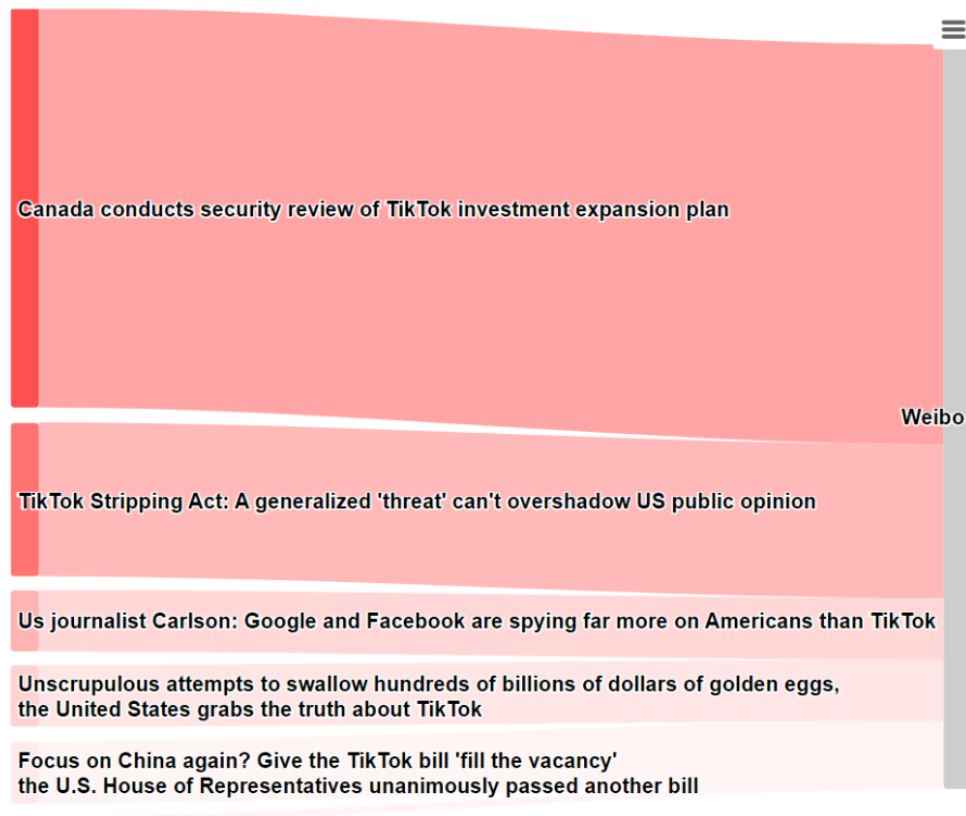 Canada conducts security review of TikTok investment expansion plan
Weibo
TikTok Stripping Act: A generalized 'threat' can't overshadow US public opinion
Us journalist Carlson: Google and Facebook are spying far more on Americans than TikTok
Unscrupulous attempts to swallow hundreds of billions of dollars of golden eggs,
the United States grabs the truth about TikTok
Focus on China again? Give the TikTok bill 'fill the vacancy'
the U.S. House of Representatives unanimously passed another bill